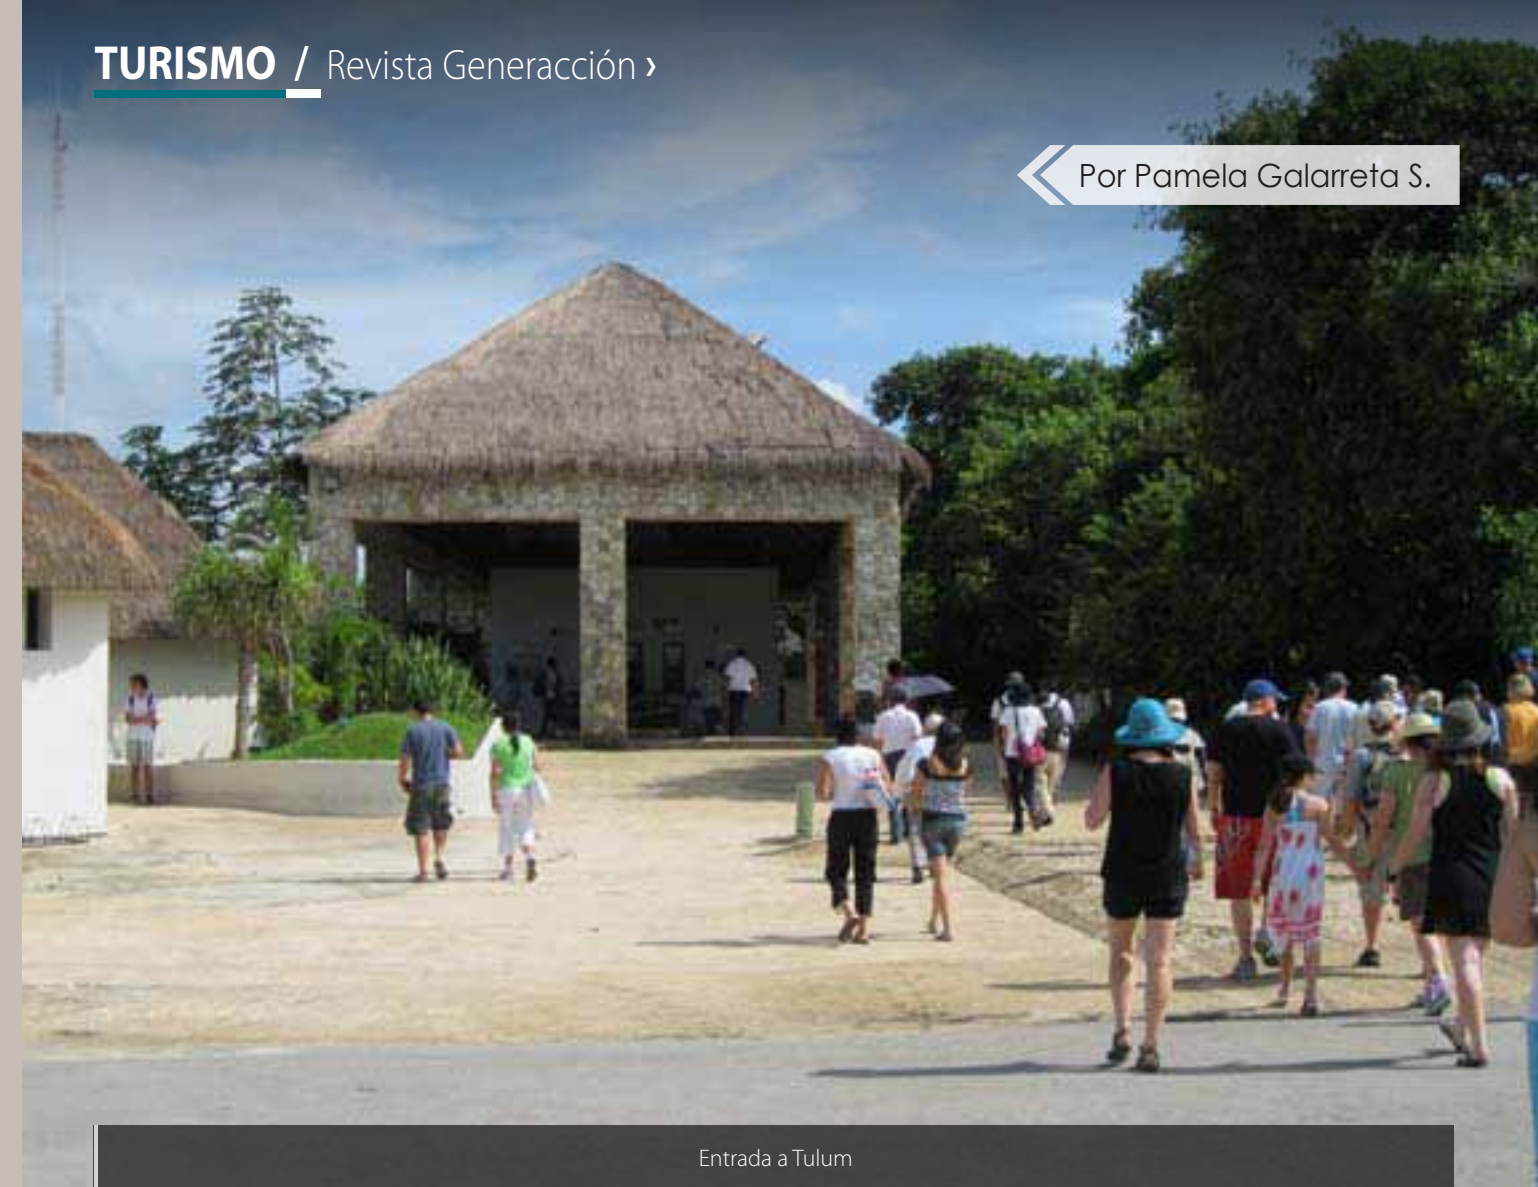 TURISMO / Revista Generacción ›
Por Pamela Galarreta S.
Entrada a Tulum